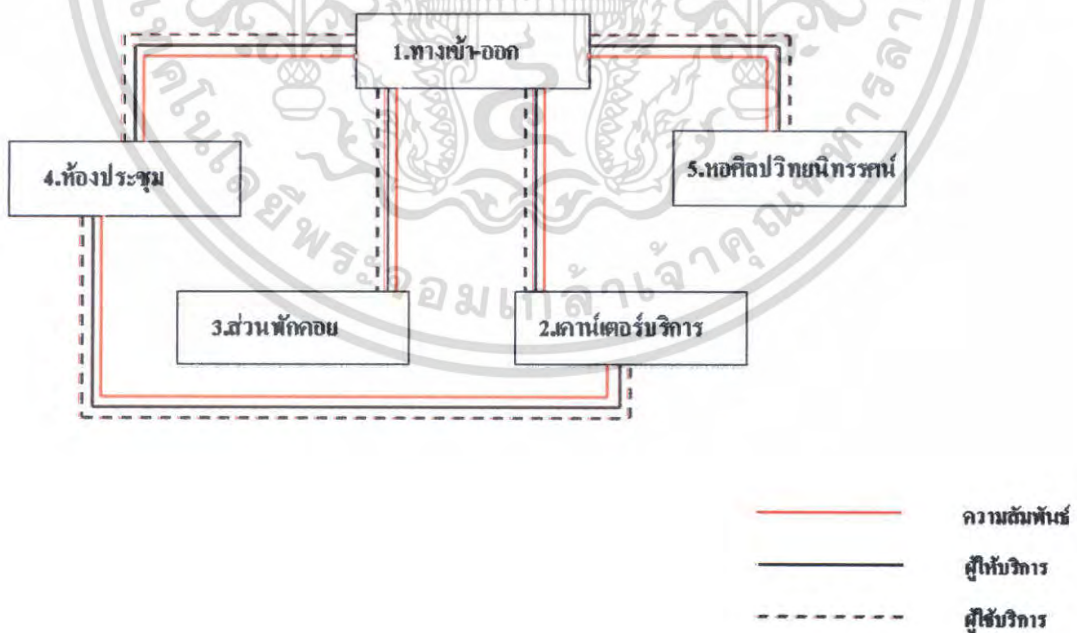 1.ทางเข้า-ออก
4.ห้องประชุม
5.หอศิลปวิทยนิทรรศน์
3.ส่วนพักคอย
2.เคาน์เตอร์บริการ
ความสัมพันธ์
ผู้ให้บริการ
ผู้ใช้บริการ